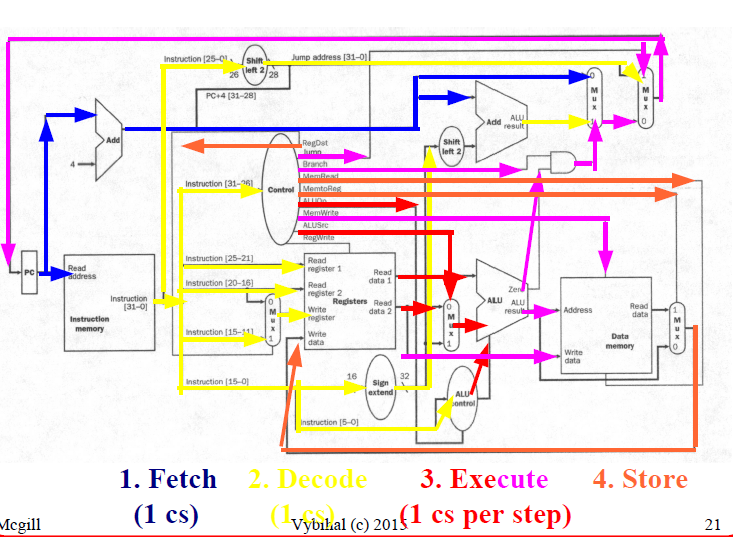 Instruction [25-0]
Shift
left 2
26
28
Jump address [31-0]
PC+4 [31-28]
Add
4
Add
ALU
result
0
M
u
x
1
1
M
u
x
0
Shift
left 2
RegDst
Jump
Branch
MemRead
MemtoReg
ALUOp
MemWrite
ALUSrc
RegWrite
Instruction [31-26]
Control
PC
Read
address
Instruction
[31-0]
Instruction
memory
Instruction [25-21]
Instruction [20-16]
Instruction [15-11]
0
M
u
x
1
Read
register 1
Read
register 2
Write
register
Write
data
Registers
Read
data 1
Read
data 2
0
M
u
x
1
Zero
ALU
ALU
result
Address
Write
data
Read
data
Data
memory
1
M
u
x
0
Instruction [15-0]
16
Sign
extend
32
ALU
control
Instruction [5-0]
1. Fetch
(1 cs)
2. Decode
(1 cs)
3. Execute
(1 cs per step)
4. Store
Mcgill
Vybihal (c) 2015
21